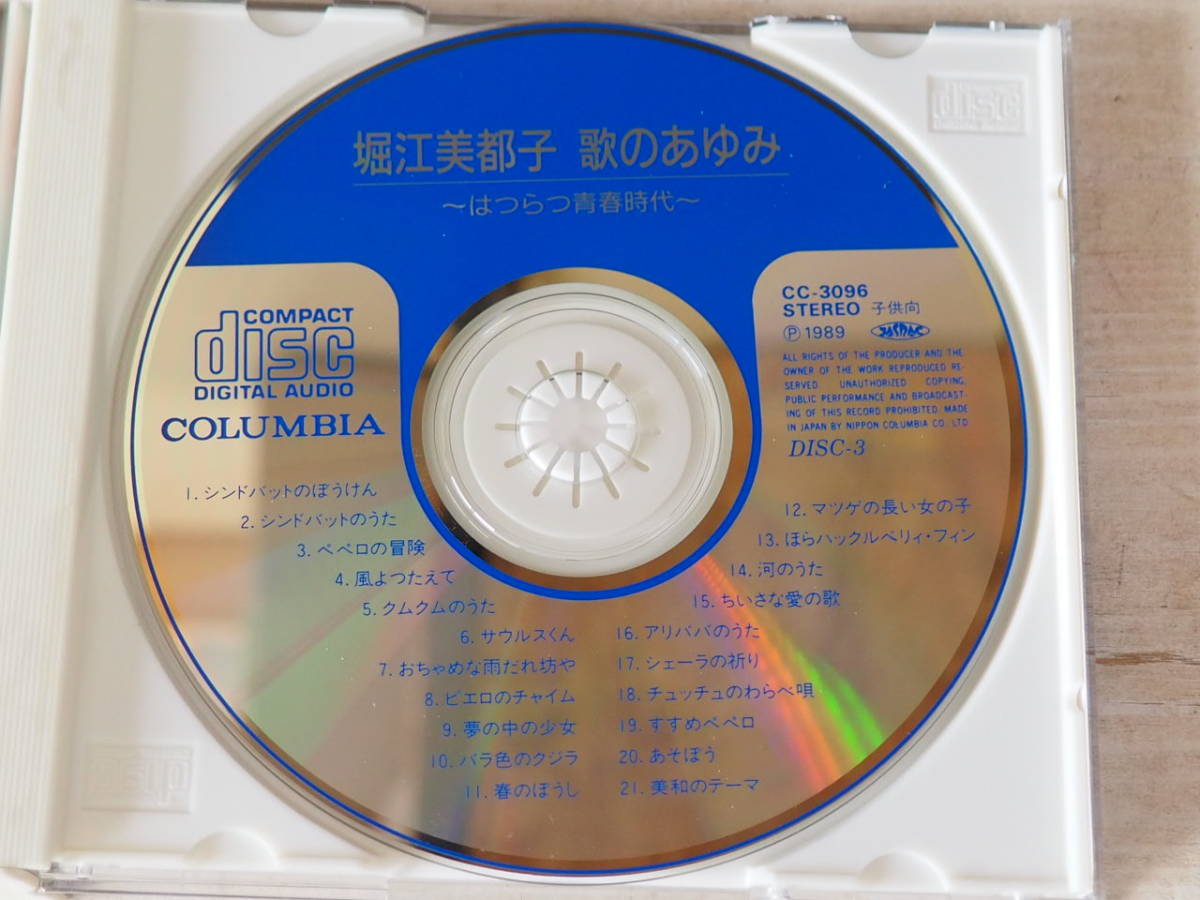 堀江美都子 歌のあゆみ
～はつらつ青春時代～
COMPACT
disc
DIGITAL AUDIO
COLUMBIA
CC-3096
STEREO 子供向
Ⓟ 1989 JASRAC
ALL RIGHTS OF THE PRODUCER AND THE
OWNER OF THE WORK REPRODUCED RE-
SERVED. UNAUTHORIZED COPYING,
PUBLIC PERFORMANCE AND BROADCAST-
ING OF THIS RECORD PROHIBITED. MADE
IN JAPAN BY NIPPON COLUMBIA CO. LTD
DISC-3
1. シンドバットのぼうけん
2. シンドバットのうた
3. ペペロの冒険
4. 風よつたえて
5. クムクムのうた
6. サウルスくん
7. おちゃめな雨だれ坊や
8. ピエロのチャイム
9. 夢の中の少女
10. バラ色のクジラ
11. 春のぼうし
12. マツゲの長い女の子
13. ほらハックルベリィ・フィン
14. 河のうた
15. ちいさな愛の歌
16. アリババのうた
17. シェーラの祈り
18. チュッチュのわらべ唄
19. すすめペペロ
20. あそぼう
21. 美和のテーマ
disc
disc